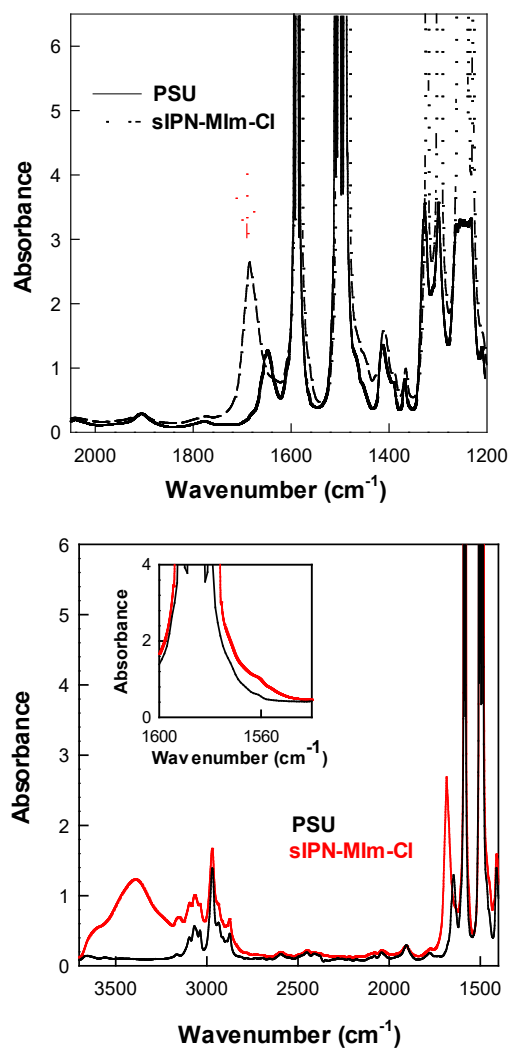 6
5
4
3
2
1
0
Absorbance
PSU
sIPN-MIm-Cl
2000 1800 1600 1400 1200
Wavenumber (cm-1)
6
5
4
3
2
1
0
Absorbance
4
2
0
Absorbance
1600 1560
Wavenumber (cm-1)
PSU
sIPN-MIm-Cl
3500 3000 2500 2000 1500
Wavenumber (cm-1)